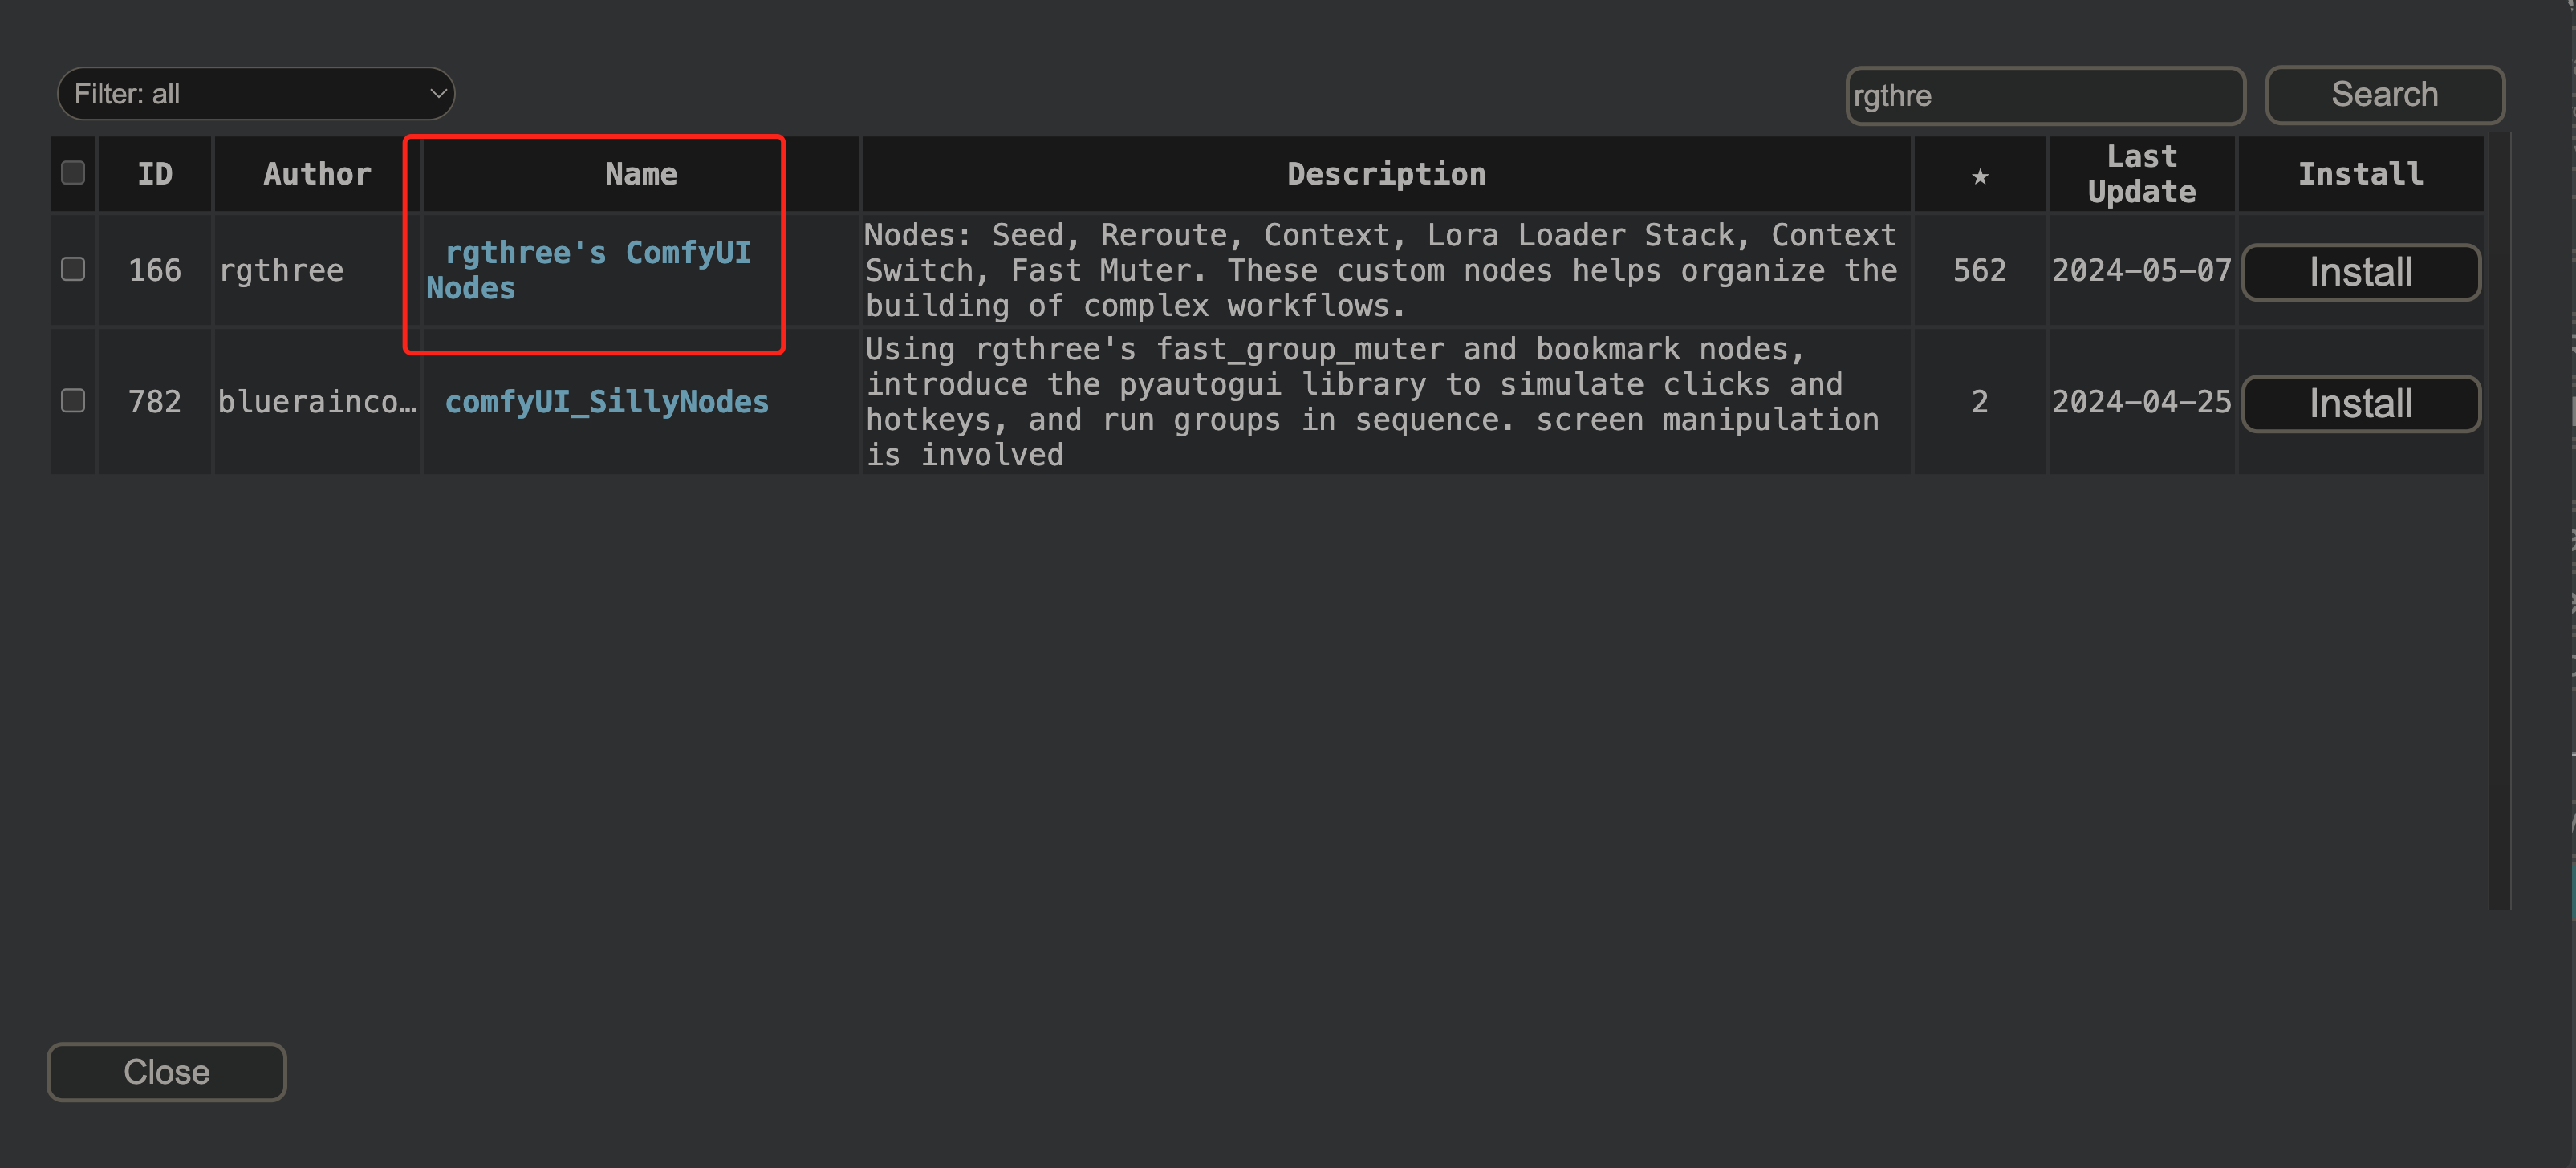 Filter: all
rgthre
Search
ID
Author
Name
Description
★
Last
Update
Install
166
rgthree
rgthree's ComfyUI
Nodes
Nodes: Seed, Reroute, Context, Lora Loader Stack, Context
Switch, Fast Muter. These custom nodes helps organize the
building of complex workflows.
562
2024-05-07
Install
782
bluerainco…
comfyUI_SillyNodes
Using rgthree's fast_group_muter and bookmark nodes,
introduce the pyautogui library to simulate clicks and
hotkeys, and run groups in sequence. screen manipulation
is involved
2
2024-04-25
Install
Close